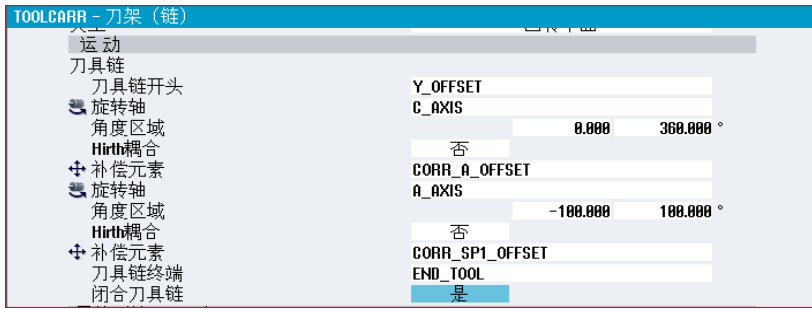 TOOLCARR - 刀架（链）
运动
刀具链
刀具链开头 Y_OFFSET
旋转轴 C_AXIS
角度区域 0.000 360.000 °
Hirth耦合 否
补偿元素 CORR_A_OFFSET
旋转轴 A_AXIS
角度区域 -100.000 100.000 °
Hirth耦合 否
补偿元素 CORR_SP1_OFFSET
刀具链终端 END_TOOL
闭合刀具链 是